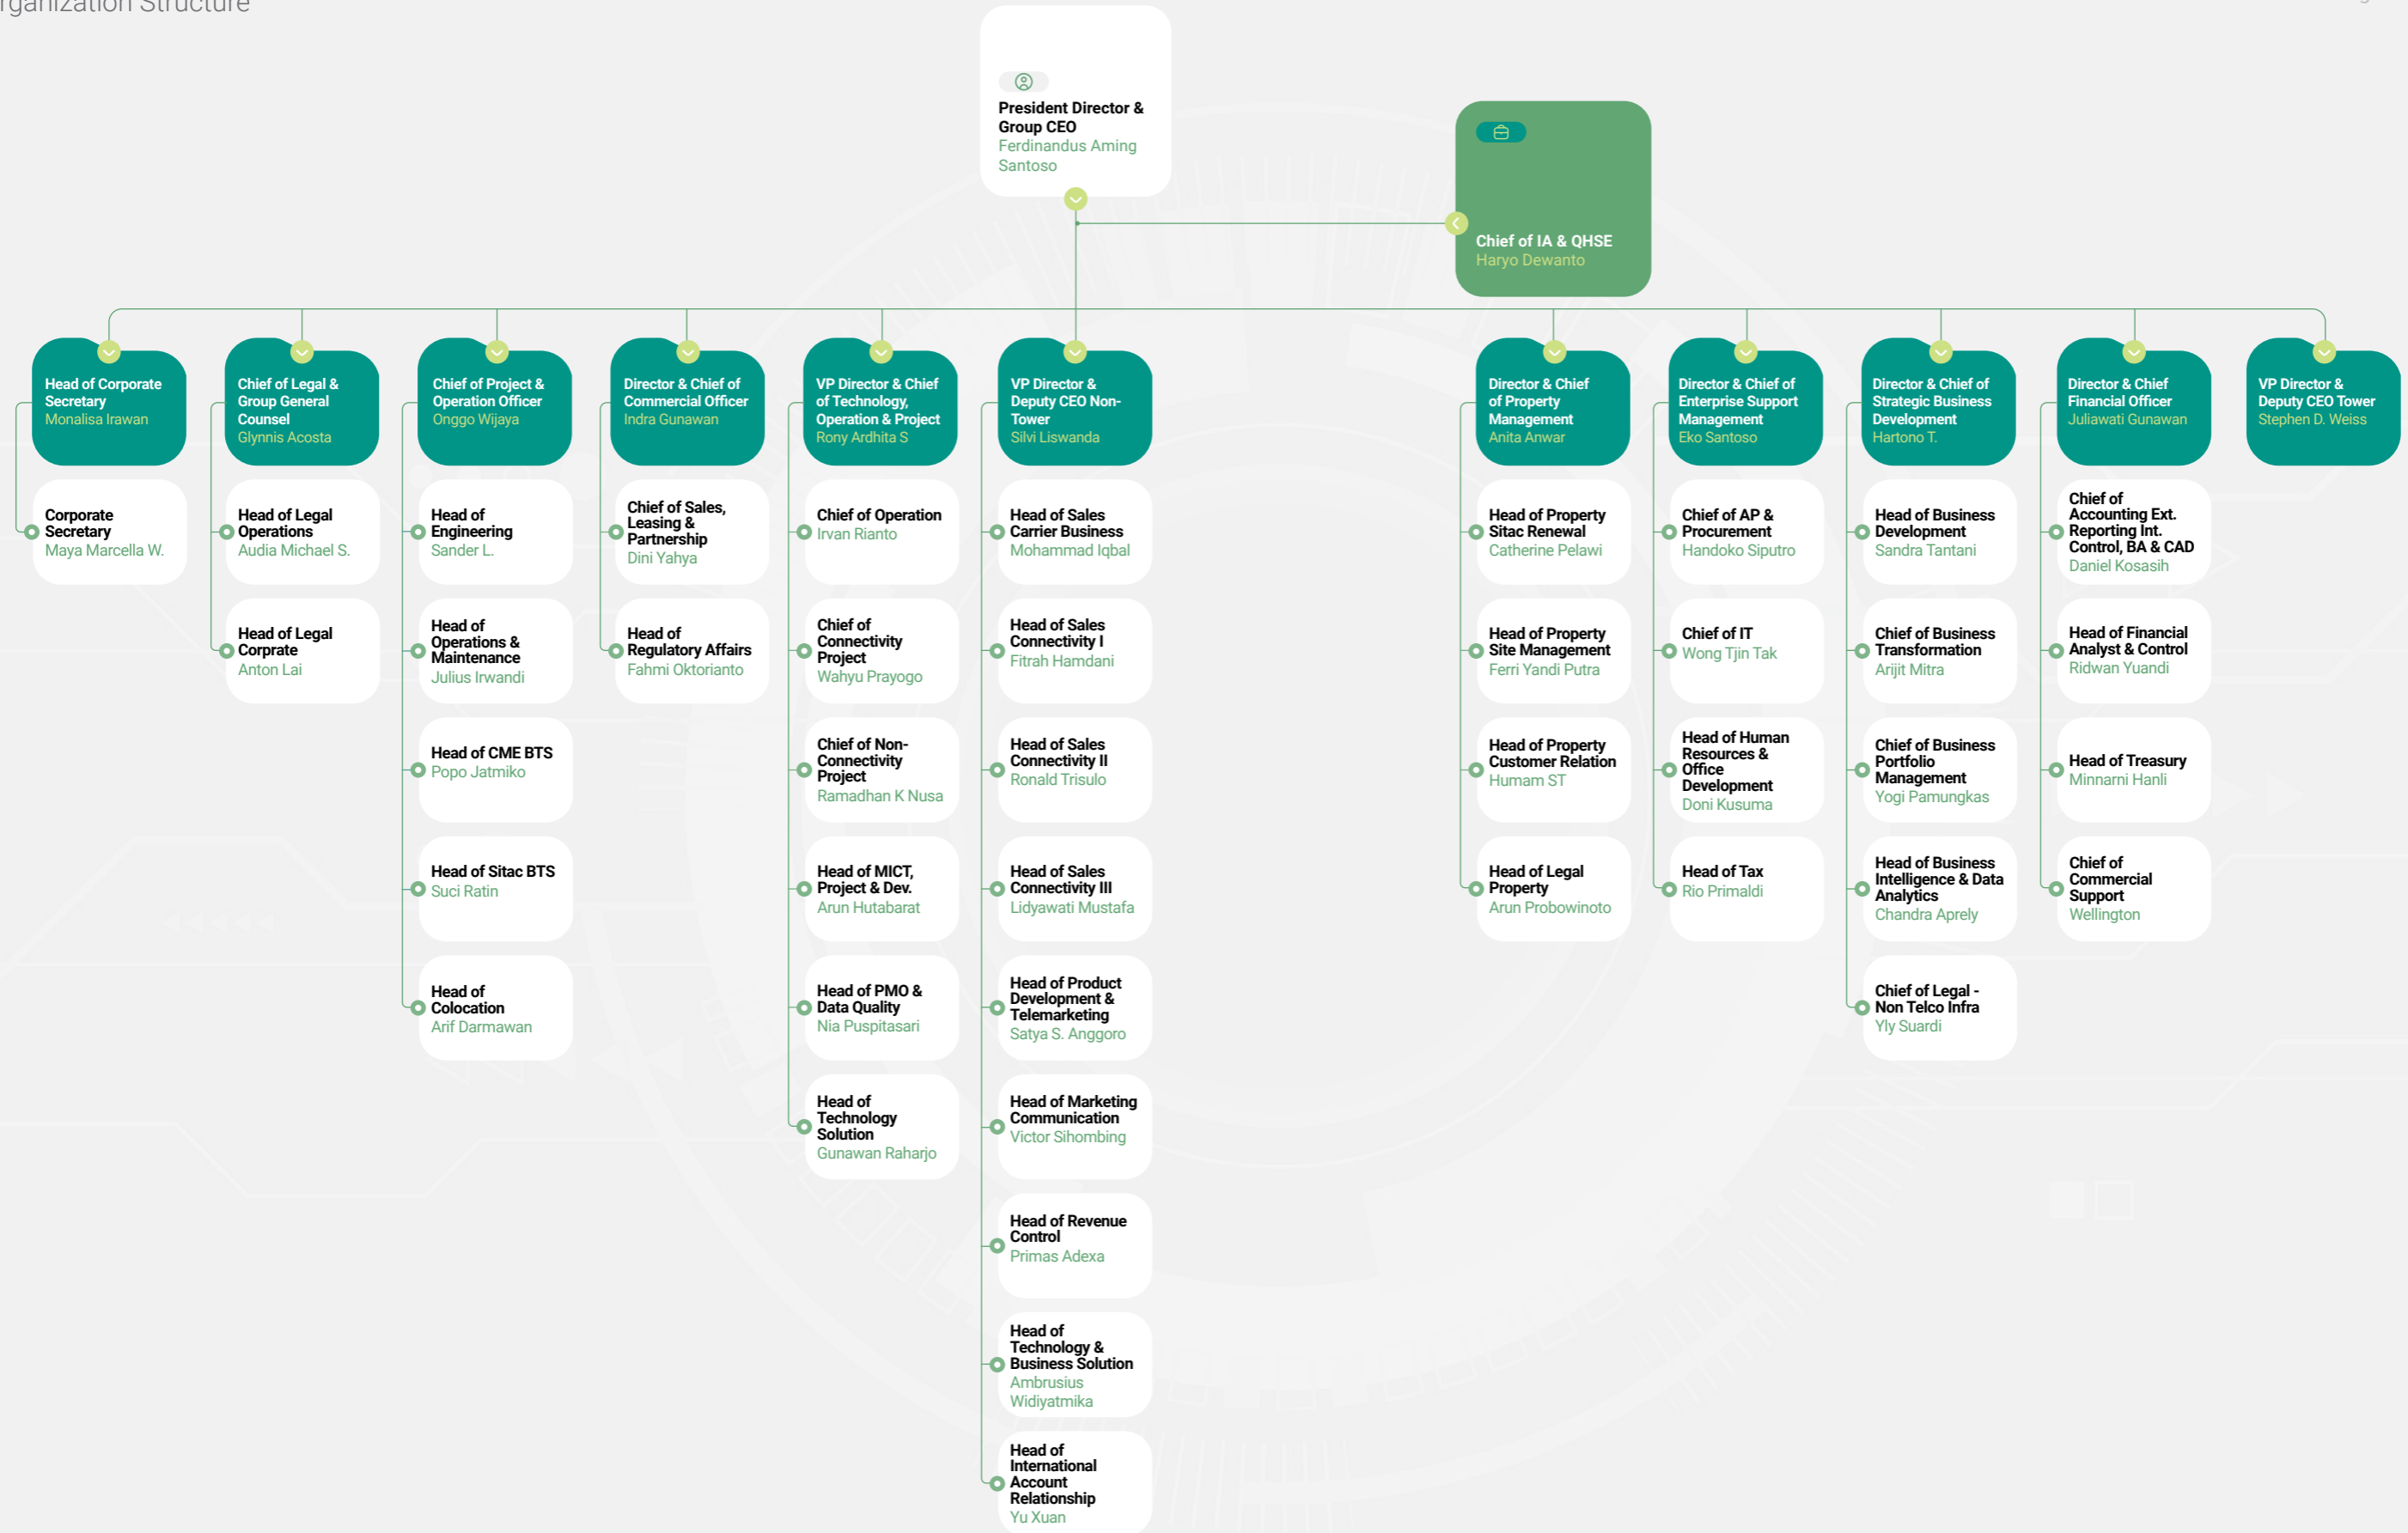 rganization Structure
President Director &
Group CEO
Ferdinandus Aming
Santoso
Chief of IA & QHSE
Haryo Dewanto
Head of Corporate
Secretary
Monalisa Irawan
Corporate
Secretary
Maya Marcella W.
Chief of Legal &
Group General
Counsel
Glynnis Acosta
Head of Legal
Operations
Audia Michael S.
Head of Legal
Corprate
Anton Lai
Chief of Project &
Operation Officer
Onggo Wijaya
Head of
Engineering
Sander L.
Head of
Operations &
Maintenance
Julius Irwandi
Head of CME BTS
Popo Jatmiko
Head of Sitac BTS
Suci Ratin
Head of
Colocation
Arif Darmawan
Director & Chief of
Commercial Officer
Indra Gunawan
Chief of Sales,
Leasing &
Partnership
Dini Yahya
Head of
Regulatory Affairs
Fahmi Oktorianto
VP Director & Chief
of Technology,
Operation & Project
Rony Ardhita S
Chief of Operation
Irvan Rianto
Chief of
Connectivity
Project
Wahyu Prayogo
Chief of Non-
Connectivity
Project
Ramadhan K Nusa
Head of MICT,
Project & Dev.
Arun Hutabarat
Head of PMO &
Data Quality
Nia Puspitasari
Head of
Technology
Solution
Gunawan Raharjo
VP Director &
Deputy CEO Non-
Tower
Silvi Liswanda
Head of Sales
Carrier Business
Mohammad Iqbal
Head of Sales
Connectivity I
Fitrah Hamdani
Head of Sales
Connectivity II
Ronald Trisulo
Head of Sales
Connectivity III
Lidyawati Mustafa
Head of Product
Development &
Telemarketing
Satya S. Anggoro
Head of Marketing
Communication
Victor Sihombing
Head of Revenue
Control
Primas Adexa
Head of
Technology &
Business Solution
Ambrusius
Widiyatmika
Head of
International
Account
Relationship
Yu Xuan
Director & Chief
of Property
Management
Anita Anwar
Head of Property
Sitac Renewal
Catherine Pelawi
Head of Property
Site Management
Ferri Yandi Putra
Head of Property
Customer Relation
Humam ST
Head of Legal
Property
Arun Probowinoto
Director & Chief of
Enterprise Support
Management
Eko Santoso
Chief of AP &
Procurement
Handoko Siputro
Chief of IT
Wong Tjin Tak
Head of Human
Resources &
Office
Development
Doni Kusuma
Head of Tax
Rio Primaldi
Director & Chief of
Strategic Business
Development
Hartono T.
Head of Business
Development
Sandra Tantani
Chief of Business
Transformation
Arijit Mitra
Chief of Business
Portfolio
Management
Yogi Pamungkas
Head of Business
Intelligence & Data
Analytics
Chandra Aprely
Chief of Legal -
Non Telco Infra
Yly Suardi
Director & Chief
Financial Officer
Juliawati Gunawan
Chief of
Accounting Ext.
Reporting Int.
Control, BA & CAD
Daniel Kosasih
Head of Financial
Analyst & Control
Ridwan Yuandi
Head of Treasury
Minnarni Hanli
Chief of
Commercial
Support
Wellington
VP Director &
Deputy CEO Tower
Stephen D. Weiss